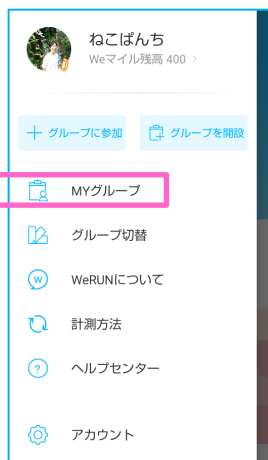 ねこぱんち
Weマイル残高 400 >
＋ グループに参加
グループを開設
MYグループ
グループ切替
W
WeRUNについて
計測方法
?
ヘルプセンター
アカウント